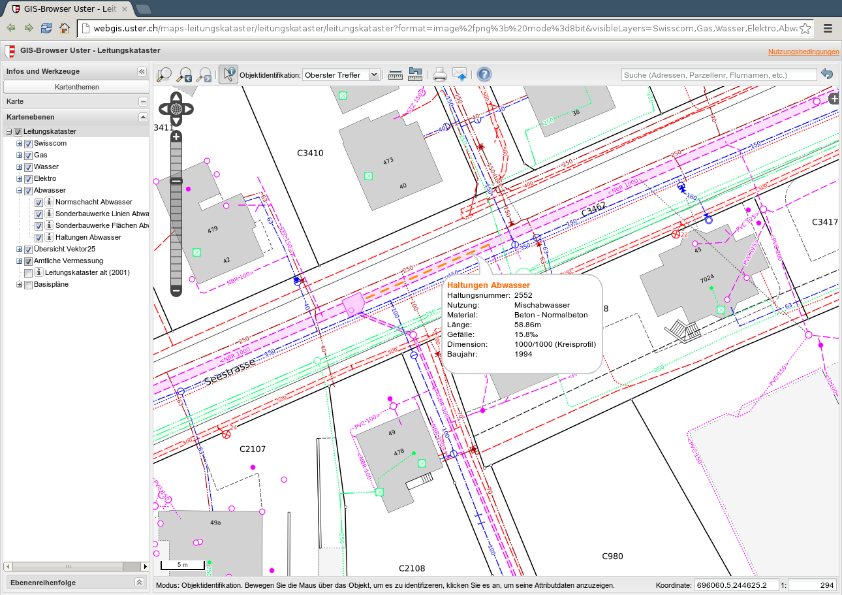 GIS-Browser Uster - Leit
webgis.uster.ch/maps-leitungskataster/leitungskataster/leitungskataster?format=image%2fpng%3b%20mode%3d8bit&visibleLayers=Swisscom,Gas,Wasser,Elektro,Abwa
GIS-Browser Uster - Leitungskataster
Nutzungsbedingungen
Infos und Werkzeuge
Objektidentifikation:
Oberster Treffer
Suche (Adressen, Parzellenr, Flurnamen, etc.)
Kartenthemen
Karte
Kartenebenen
Leitungskataster
Swisscom
Gas
Wasser
Elektro
Abwasser
Normschacht Abwasser
Sonderbauwerke Linien Abwa
Sonderbauwerke Flächen Ab
Haltungen Abwasser
Übersicht Vektor25
Amtliche Vermessung
Leitungskataster alt (2001)
Basispläne
Ebenenreihenfolge
3411
C3410
473
40
38
C3462
C3417
479
42
45
702A
8
Haltungen Abwasser
Haltungsnummer: 2552
Nutzung: Mischabwasser
Material: Beton - Normalbeton
Länge: 58.86m
Gefälle: 15.8‰
Dimension: 1000/1000 (Kreisprofil)
Baujahr: 1994
Seestrasse
C2107
49
478
49a
C2108
C980
5 m
Modus: Objektidentifikation. Bewegen Sie die Maus über das Objekt, um es zu identifizieren, klicken Sie es an, um seine Attributdaten anzuzeigen.
Koordinate: 696060.5,244625.2 1: 294